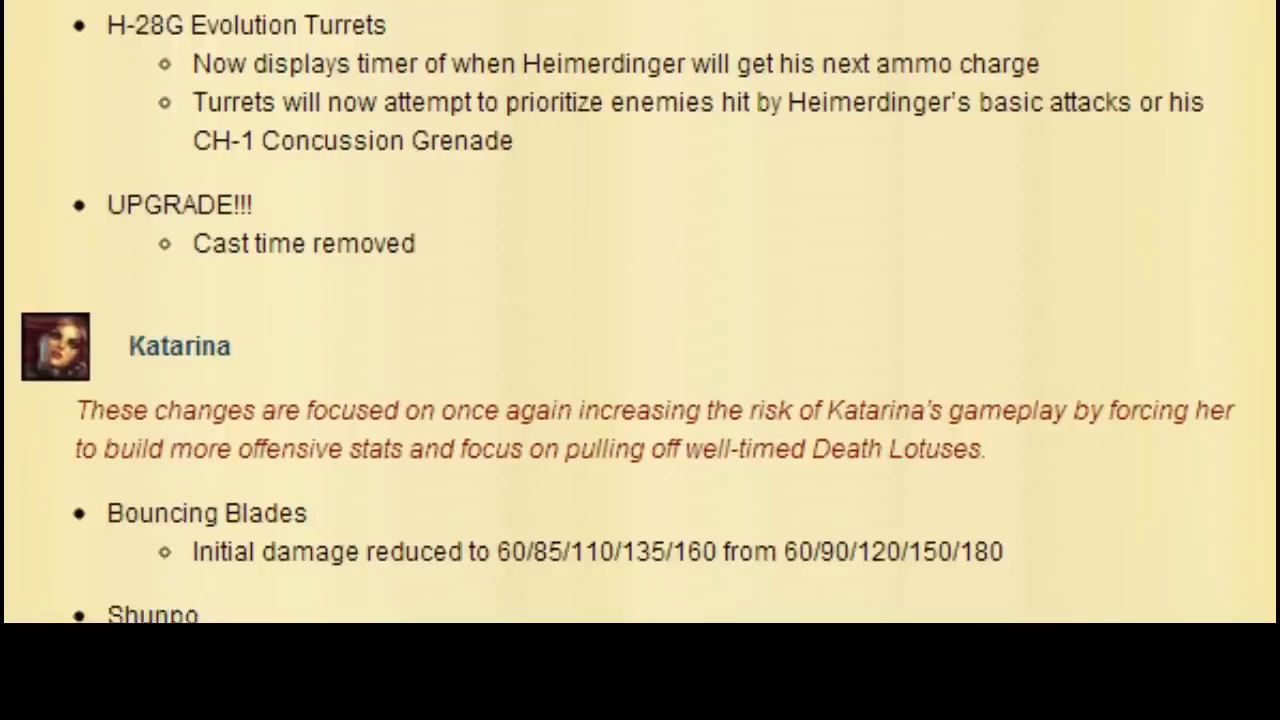 H-28G Evolution Turrets
Now displays timer of when Heimerdinger will get his next ammo charge
Turrets will now attempt to prioritize enemies hit by Heimerdinger's basic attacks or his
CH-1 Concussion Grenade
UPGRADE!!!
Cast time removed
Katarina
These changes are focused on once again increasing the risk of Katarina's gameplay by forcing her
to build more offensive stats and focus on pulling off well-timed Death Lotuses.
Bouncing Blades
Initial damage reduced to 60/85/110/135/160 from 60/90/120/150/180
Shunpo